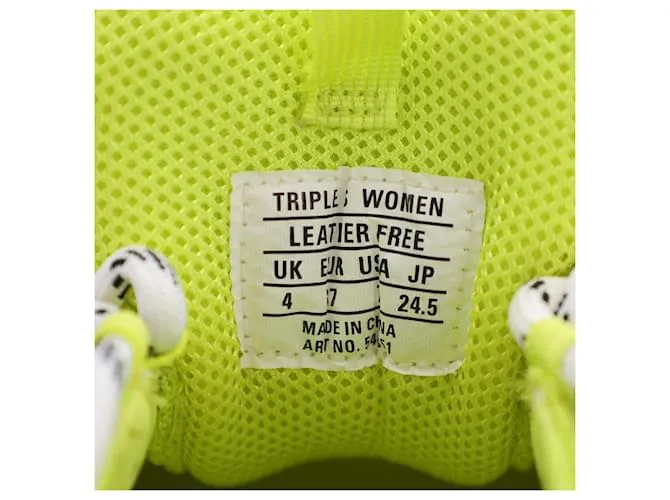 TRIPLE S WOMEN
LEATHER FREE
UK EUR USA JP
4 37 24.5
MADE IN CHINA
ART NO.